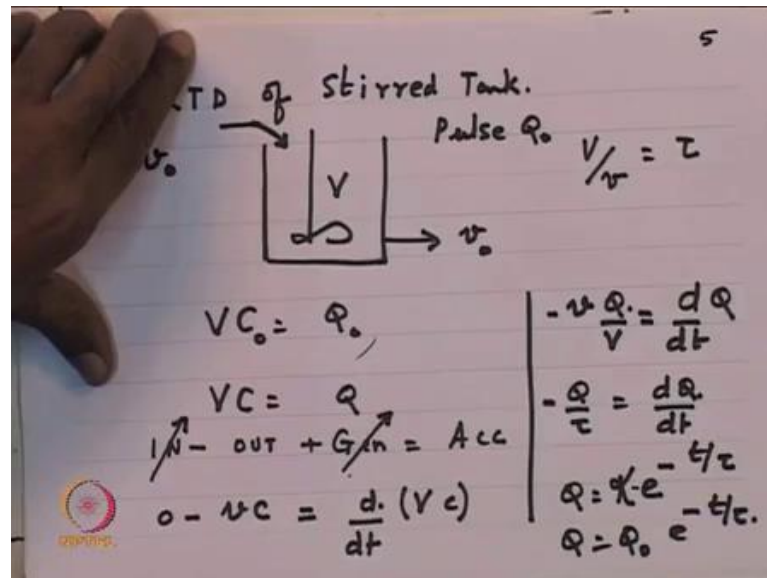 5
TD of Stirred Tank.
Pulse Q₀
V/v = τ
v₀
V
v₀
VC₀ = Q₀,
VC = Q
IN - OUT + Gen = Acc
0 - vC = d/dt (Vc)
- v Q/V = dQ/dt
- Q/τ = dQ/dt
Q = K e^{-t/τ}
Q = Q₀ e^{-t/τ}.